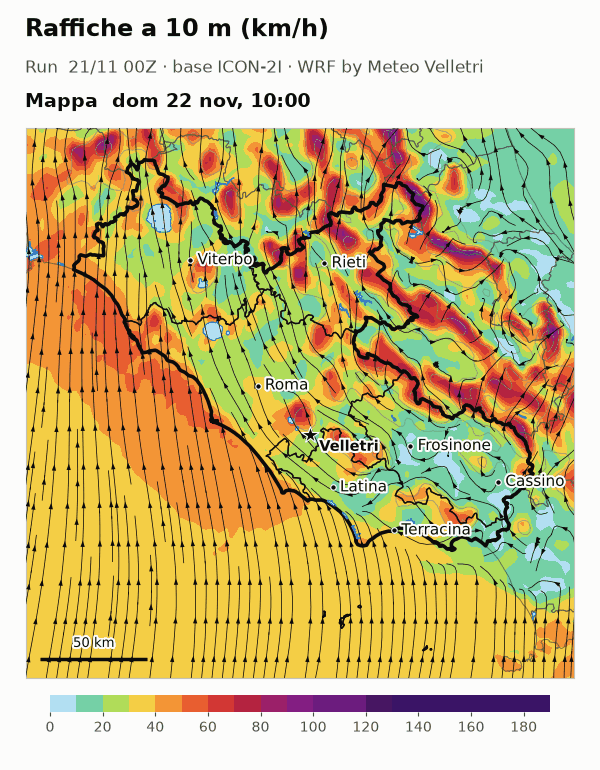 Raffiche a 10 m (km/h)
Run 21/11 00Z · base ICON-2I · WRF by Meteo Velletri
Mappa dom 22 nov, 10:00
Viterbo
Rieti
Roma
Velletri
Frosinone
Latina
Cassino
Terracina
50 km
0 20 40 60 80 100 120 140 160 180